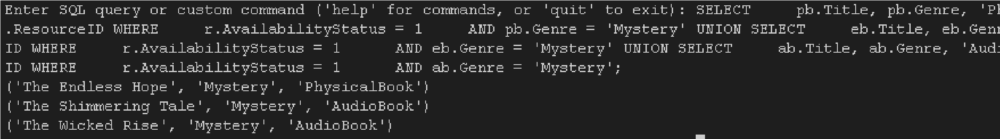 Enter SQL query or custom command ('help' for commands, or 'quit' to exit): SELECT     pb.Title, pb.Genre, 'Ph
.ResourceID WHERE     r.AvailabilityStatus = 1     AND pb.Genre = 'Mystery' UNION SELECT     eb.Title, eb.Genr
ID WHERE     r.AvailabilityStatus = 1      AND eb.Genre = 'Mystery' UNION SELECT     ab.Title, ab.Genre, 'Audi
ID WHERE     r.AvailabilityStatus = 1      AND ab.Genre = 'Mystery';
('The Endless Hope', 'Mystery', 'PhysicalBook')
('The Shimmering Tale', 'Mystery', 'AudioBook')
('The Wicked Rise', 'Mystery', 'AudioBook')